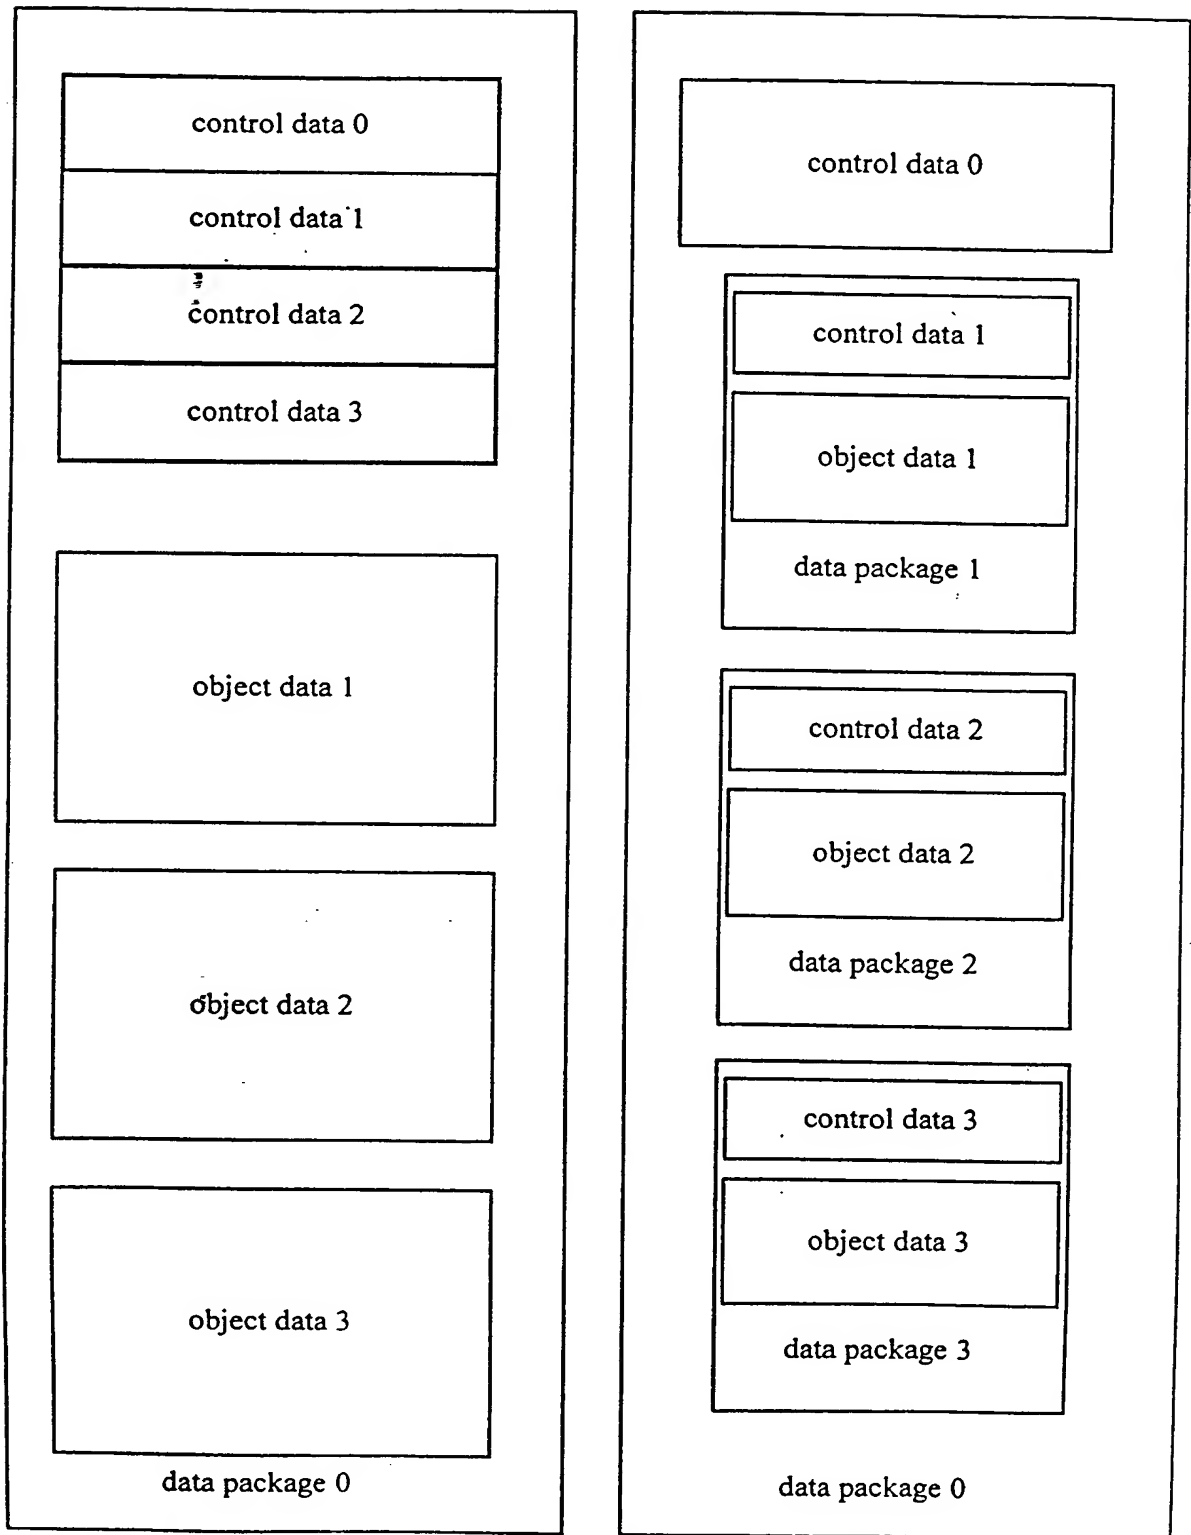 control data 0
control data 1
control data 2
control data 3
object data 1
object data 2
object data 3
data package 0
control data 0
control data 1
object data 1
data package 1
control data 2
object data 2
data package 2
control data 3
object data 3
data package 3
data package 0